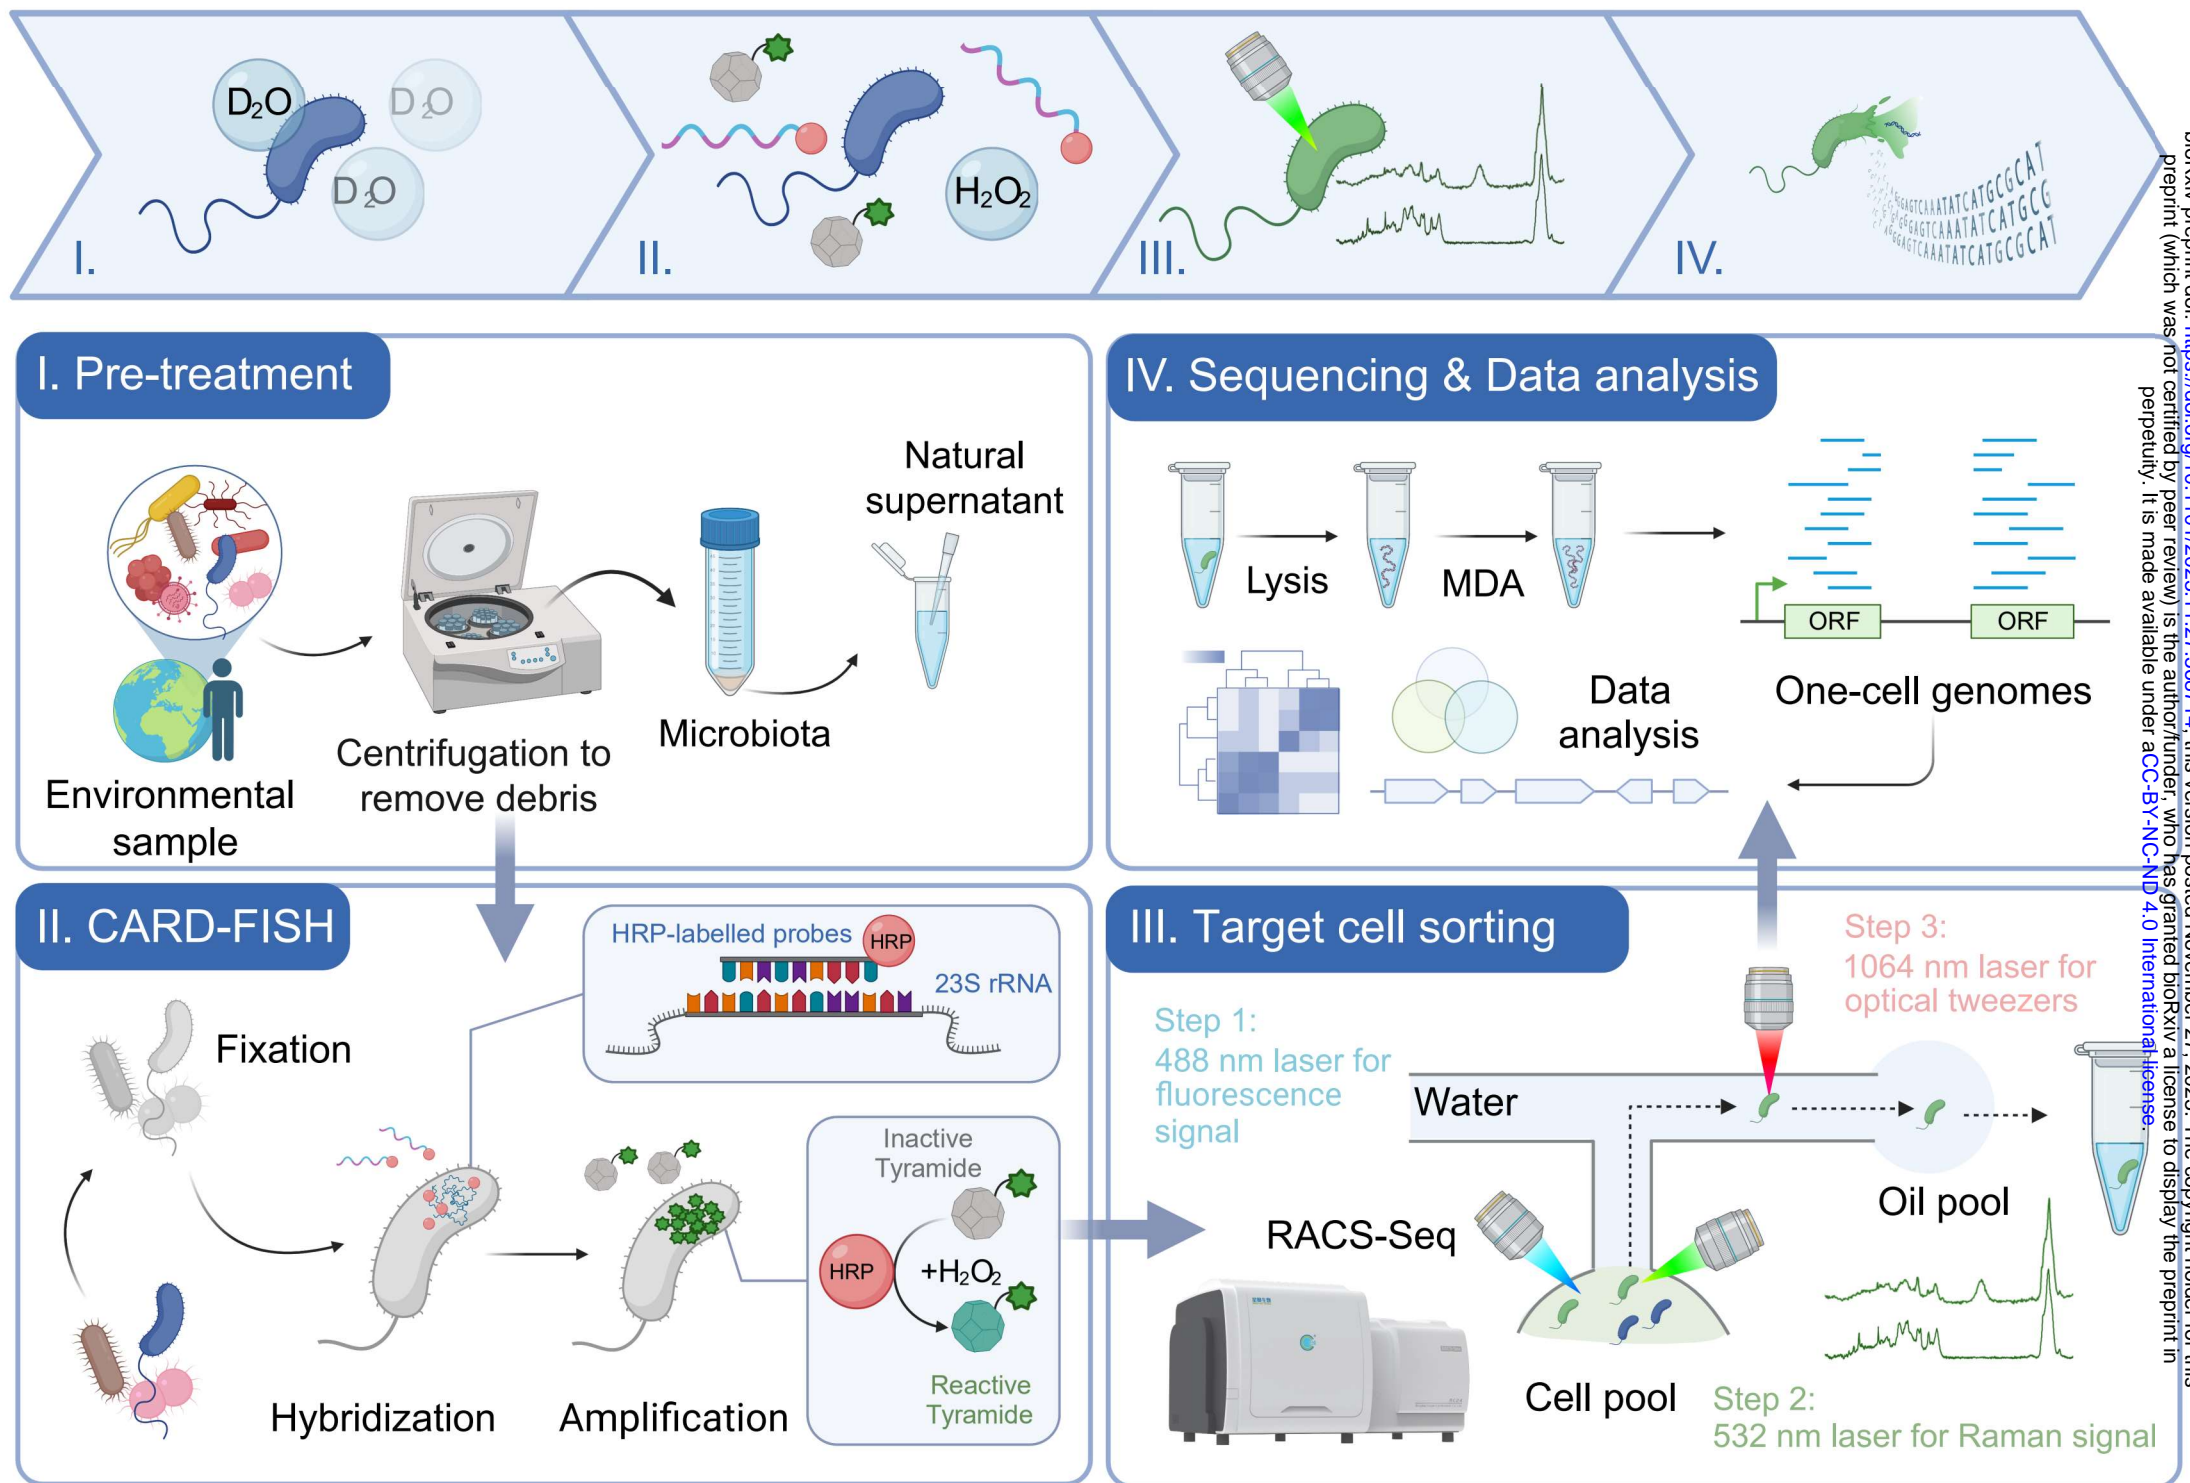 D₂O
D₂O
D₂O
I.
H₂O₂
II.
III.
IV.
AGGAGTCAAATATCATGCGCAT
GGGAGTCAAATATCATGCG
AGGGAGTCAAATATCATGCGCAT
I. Pre-treatment
Environmental
sample
Centrifugation to
remove debris
Microbiota
Natural
supernatant
II. CARD-FISH
Fixation
Hybridization
Amplification
HRP-labelled probes
HRP
23S rRNA
Inactive
Tyramide
HRP
+H₂O₂
Reactive
Tyramide
III. Target cell sorting
Step 1:
488 nm laser for
fluorescence
signal
RACS-Seq
Water
Cell pool
Step 2:
532 nm laser for Raman signal
Step 3:
1064 nm laser for
optical tweezers
Oil pool
IV. Sequencing & Data analysis
Lysis
MDA
ORF
ORF
One-cell genomes
Data
analysis
preprint (which was not certified by peer review) is the author/funder, who has granted bioRxiv a license to display the preprint in
perpetuity. It is made available under aCC-BY-NC-ND 4.0 International license.